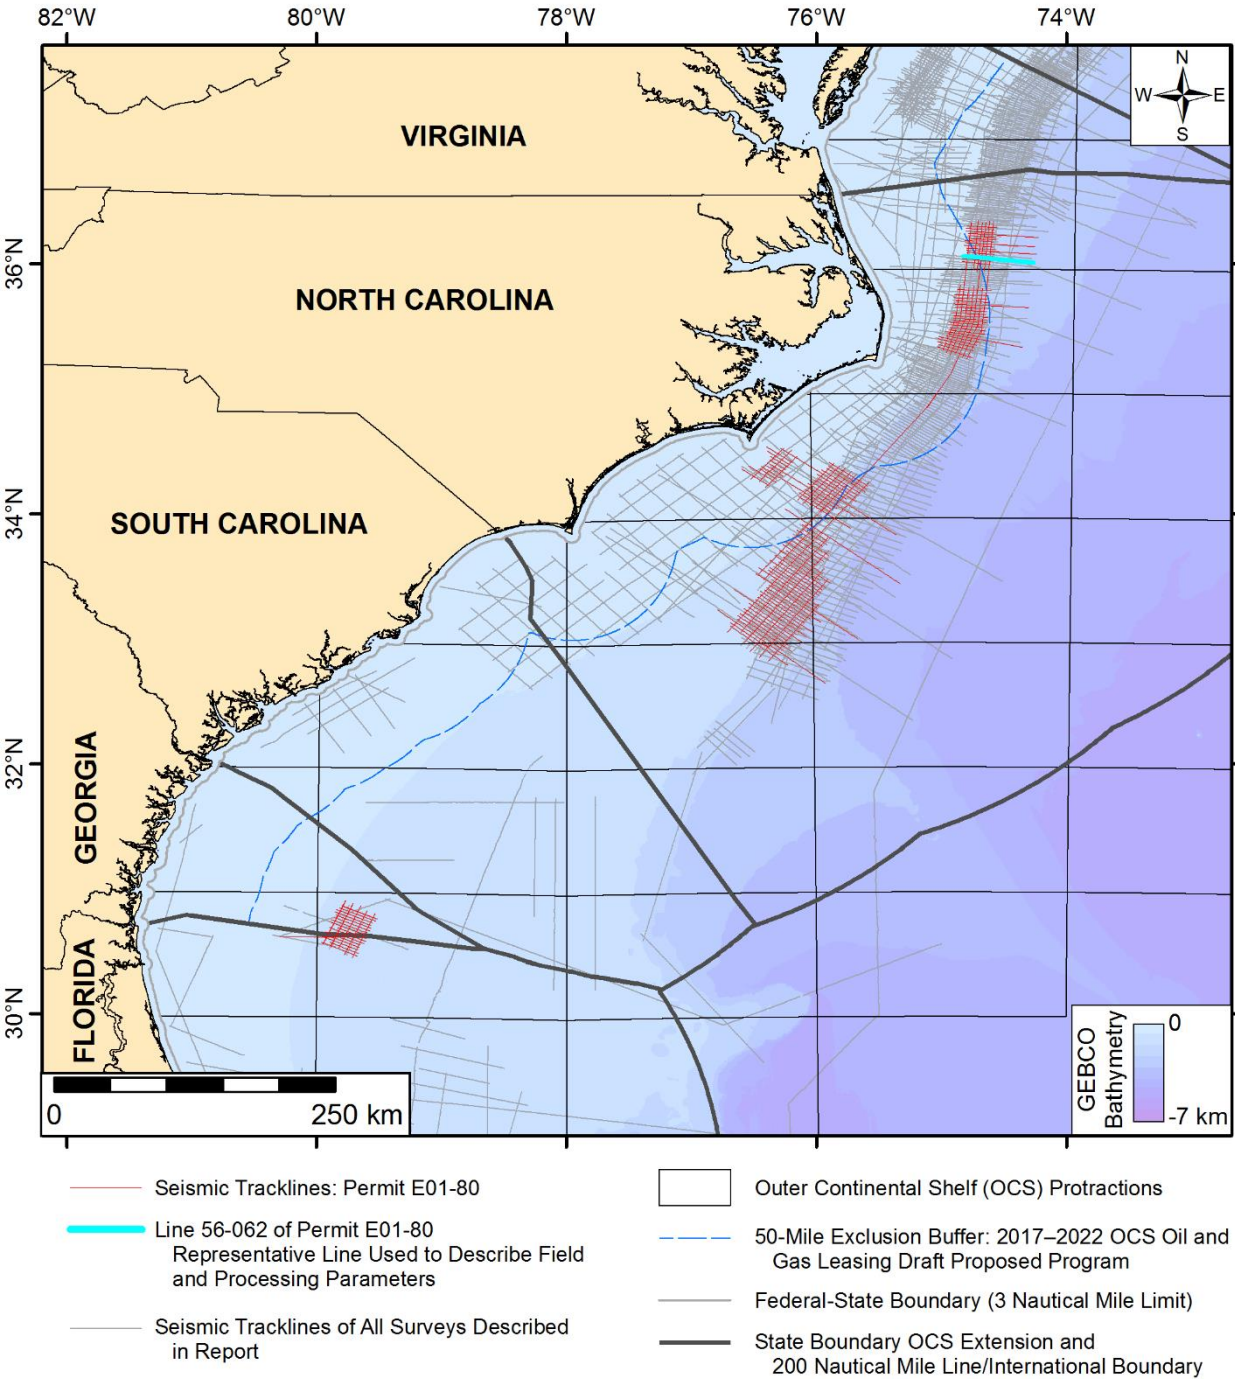 82°W 80°W 78°W 76°W 74°W
N
W E
S
VIRGINIA
36°N
NORTH CAROLINA
34°N
SOUTH CAROLINA
32°N
GEORGIA
30°N
FLORIDA
0 250 km
GEBCO
Bathymetry
0
-7 km
Seismic Tracklines: Permit E01-80
Line 56-062 of Permit E01-80
Representative Line Used to Describe Field
and Processing Parameters
Seismic Tracklines of All Surveys Described
in Report
Outer Continental Shelf (OCS) Protractions
50-Mile Exclusion Buffer: 2017–2022 OCS Oil and
Gas Leasing Draft Proposed Program
Federal-State Boundary (3 Nautical Mile Limit)
State Boundary OCS Extension and
200 Nautical Mile Line/International Boundary